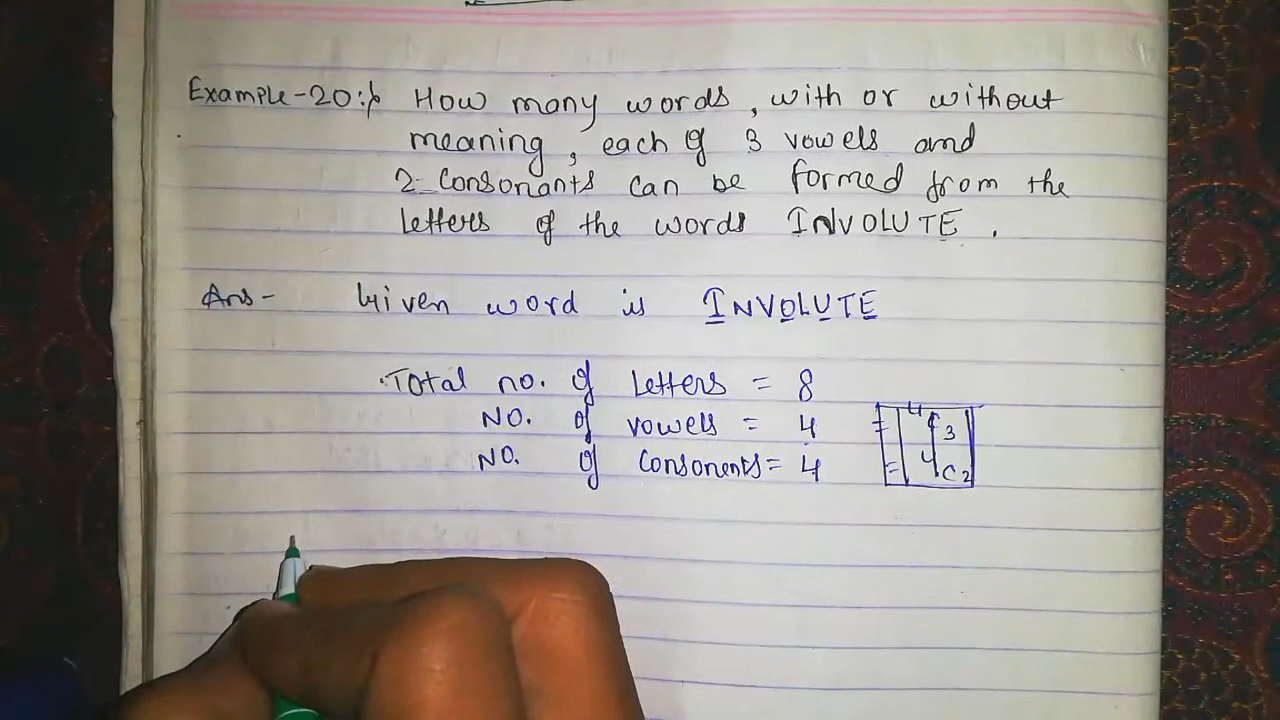 Example-20:) How many words, with or without
meaning, each of 3 vowels and
2-consonants can be formed from the
letters of the words INVOLUTE.
Ans- Given word is INVOLUTE
Total no. of letters = 8
NO. of vowels = 4 = 4C3
NO. of Consonents = 4 = 4C2